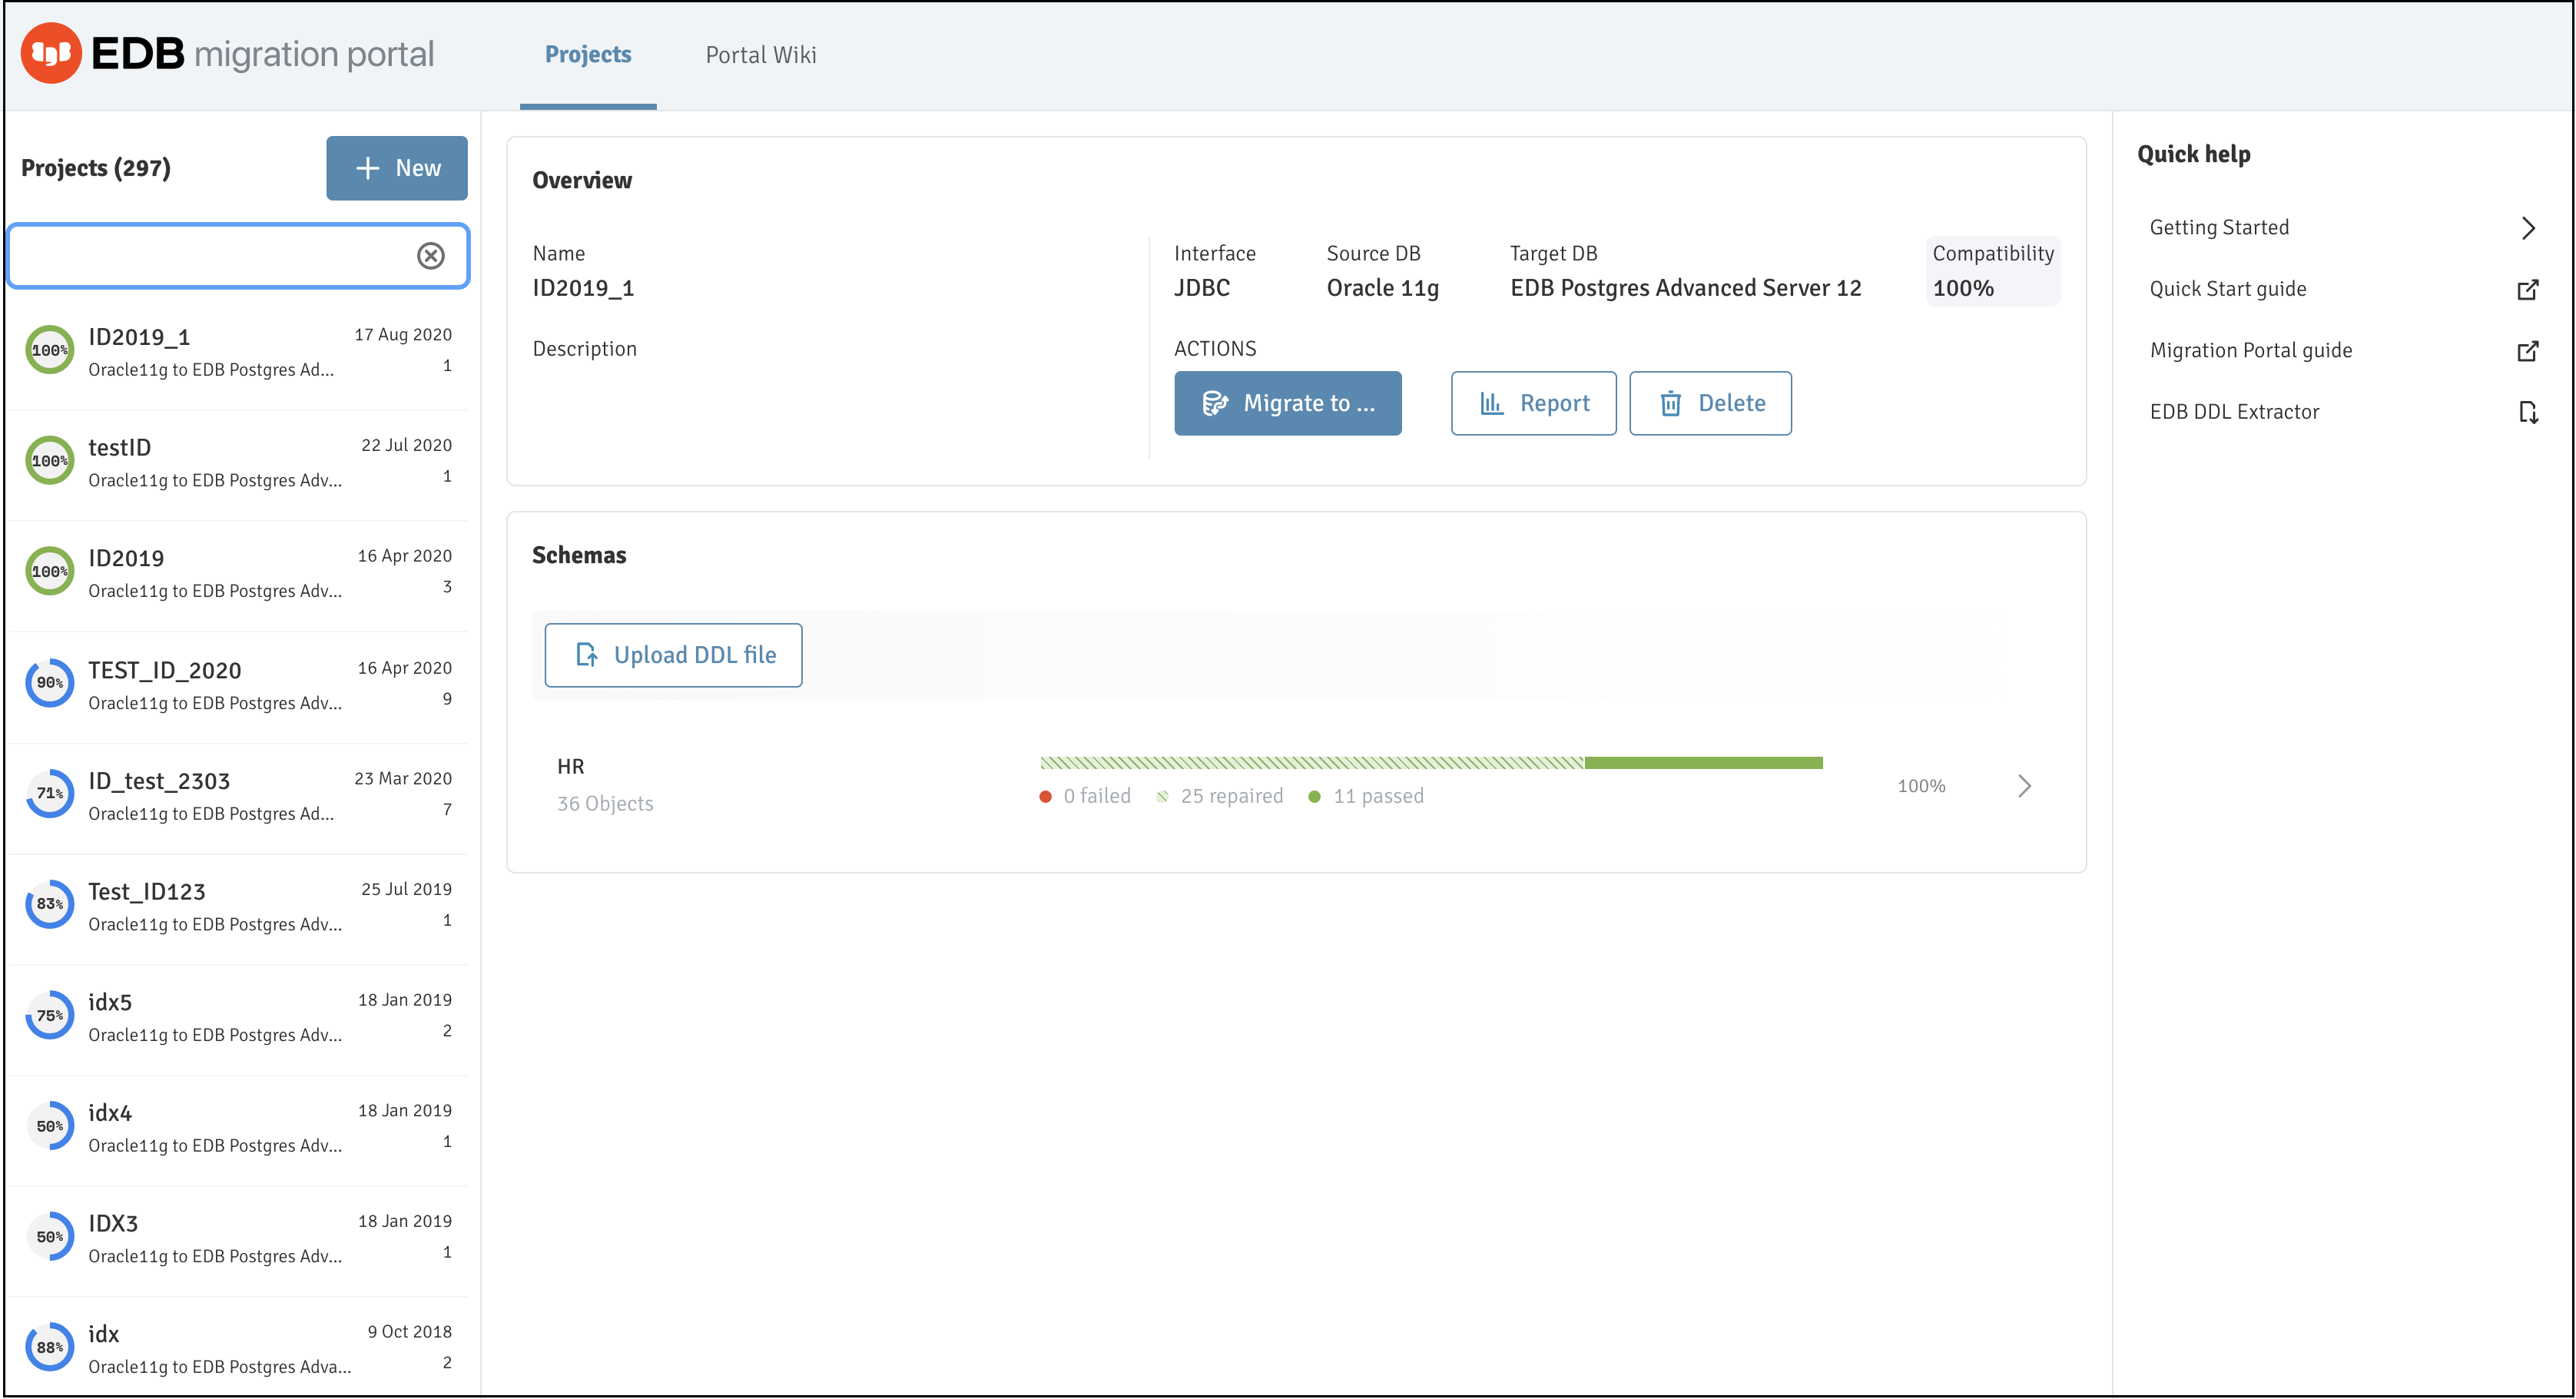 EDB migration portal
Projects
Portal Wiki
Projects (297)
New
100%
ID2019_1
17 Aug 2020
Oracle11g to EDB Postgres Ad...
1
100%
testID
22 Jul 2020
Oracle11g to EDB Postgres Adv...
1
100%
ID2019
16 Apr 2020
Oracle11g to EDB Postgres Adv...
3
90%
TEST_ID_2020
16 Apr 2020
Oracle11g to EDB Postgres Adv...
9
71%
ID_test_2303
23 Mar 2020
Oracle11g to EDB Postgres Ad...
7
83%
Test_ID123
25 Jul 2019
Oracle11g to EDB Postgres Adv...
1
75%
idx5
18 Jan 2019
Oracle11g to EDB Postgres Adv...
2
50%
idx4
18 Jan 2019
Oracle11g to EDB Postgres Adv...
1
50%
IDX3
18 Jan 2019
Oracle11g to EDB Postgres Adv...
1
88%
idx
9 Oct 2018
Oracle11g to EDB Postgres Adva...
2
Overview
Name
ID2019_1
Description
Interface
JDBC
Source DB
Oracle 11g
Target DB
EDB Postgres Advanced Server 12
Compatibility
100%
ACTIONS
Migrate to ...
Report
Delete
Schemas
Upload DDL file
HR
36 Objects
0 failed
25 repaired
11 passed
100%
Quick help
Getting Started
Quick Start guide
Migration Portal guide
EDB DDL Extractor